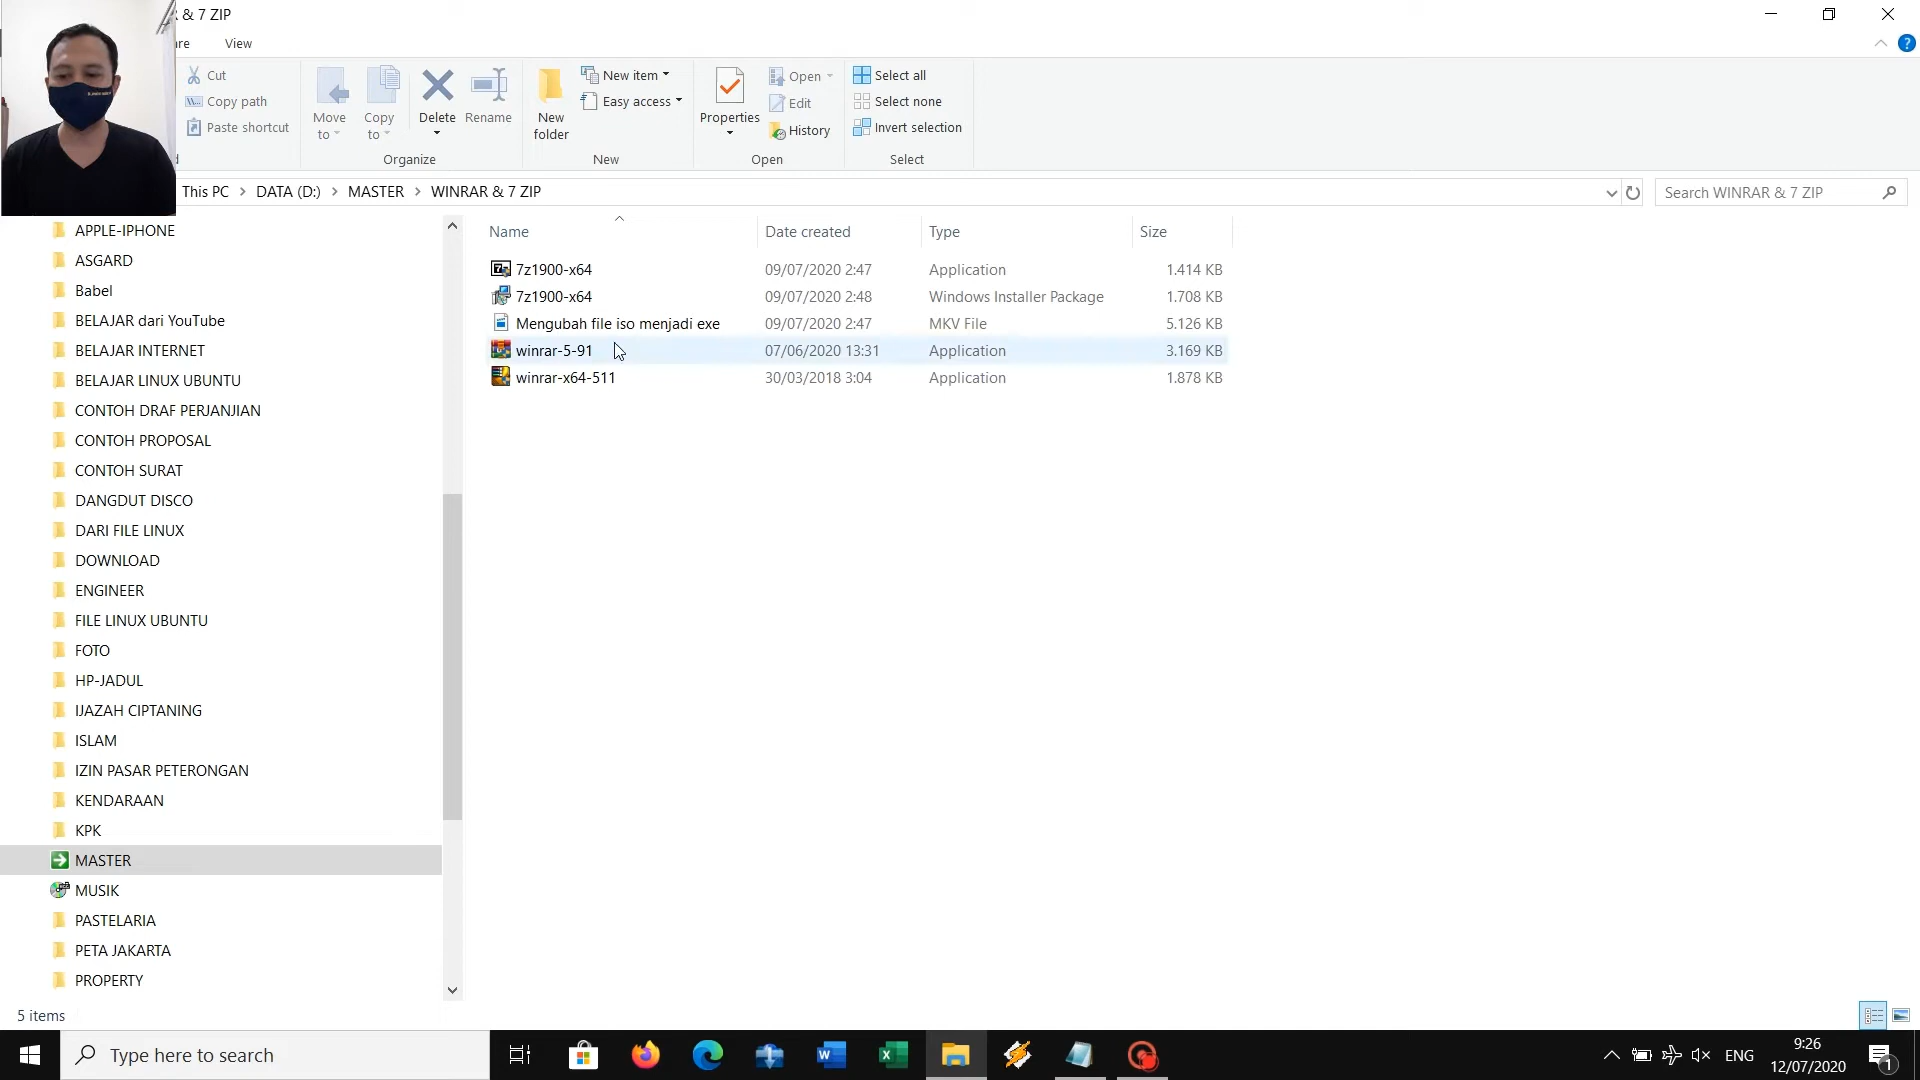 R & 7 ZIP
are View
Cut
Copy path
Paste shortcut
Move to
Copy to
Delete
Rename
Organize
New folder
New item
Easy access
New
Properties
Open
Edit
History
Open
Select all
Select none
Invert selection
Select
This PC > DATA (D:) > MASTER > WINRAR & 7 ZIP
Search WINRAR & 7 ZIP
APPLE-IPHONE
ASGARD
Babel
BELAJAR dari YouTube
BELAJAR INTERNET
BELAJAR LINUX UBUNTU
CONTOH DRAF PERJANJIAN
CONTOH PROPOSAL
CONTOH SURAT
DANGDUT DISCO
DARI FILE LINUX
DOWNLOAD
ENGINEER
FILE LINUX UBUNTU
FOTO
HP-JADUL
IJAZAH CIPTANING
ISLAM
IZIN PASAR PETERONGAN
KENDARAAN
KPK
MASTER
MUSIK
PASTELARIA
PETA JAKARTA
PROPERTY
Name Date created Type Size
7z1900-x64 09/07/2020 2:47 Application 1.414 KB
7z1900-x64 09/07/2020 2:48 Windows Installer Package 1.708 KB
Mengubah file iso menjadi exe 09/07/2020 2:47 MKV File 5.126 KB
winrar-5-91 07/06/2020 13:31 Application 3.169 KB
winrar-x64-511 30/03/2018 3:04 Application 1.878 KB
5 items
Type here to search
ENG
9:26
12/07/2020
1